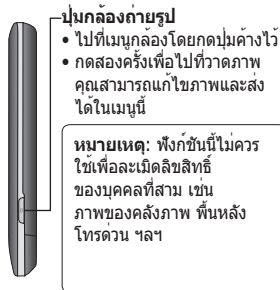 ปุ่มกล้องถ่ายรูป
• ไปที่เมนูกล้องโดยกดปุ่มค้างไว้
• กดสองครั้งเพื่อไปที่วาดภาพ
คุณสามารถแก้ไขภาพและส่ง
ได้ในเมนูนี้
หมายเหตุ: ฟังก์ชันนี้ไม่ควร
ใช้เพื่อละเมิดลิขสิทธิ์
ของบุคคลที่สาม เช่น
ภาพของคลังภาพ พื้นหลัง
โทรด่วน ฯลฯ